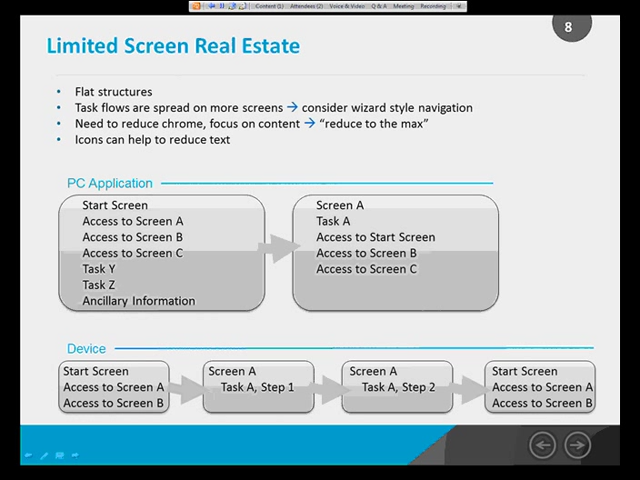 Content (1) Attendees (2) Voice & Video Q & A Meeting Recording
8
Limited Screen Real Estate
• Flat structures
• Task flows are spread on more screens → consider wizard style navigation
• Need to reduce chrome, focus on content → “reduce to the max”
• Icons can help to reduce text
PC Application
Start Screen
Access to Screen A
Access to Screen B
Access to Screen C
Task Y
Task Z
Ancillary Information
Screen A
Task A
Access to Start Screen
Access to Screen B
Access to Screen C
Device
Start Screen
Access to Screen A
Access to Screen B
Screen A
Task A, Step 1
Screen A
Task A, Step 2
Start Screen
Access to Screen A
Access to Screen B